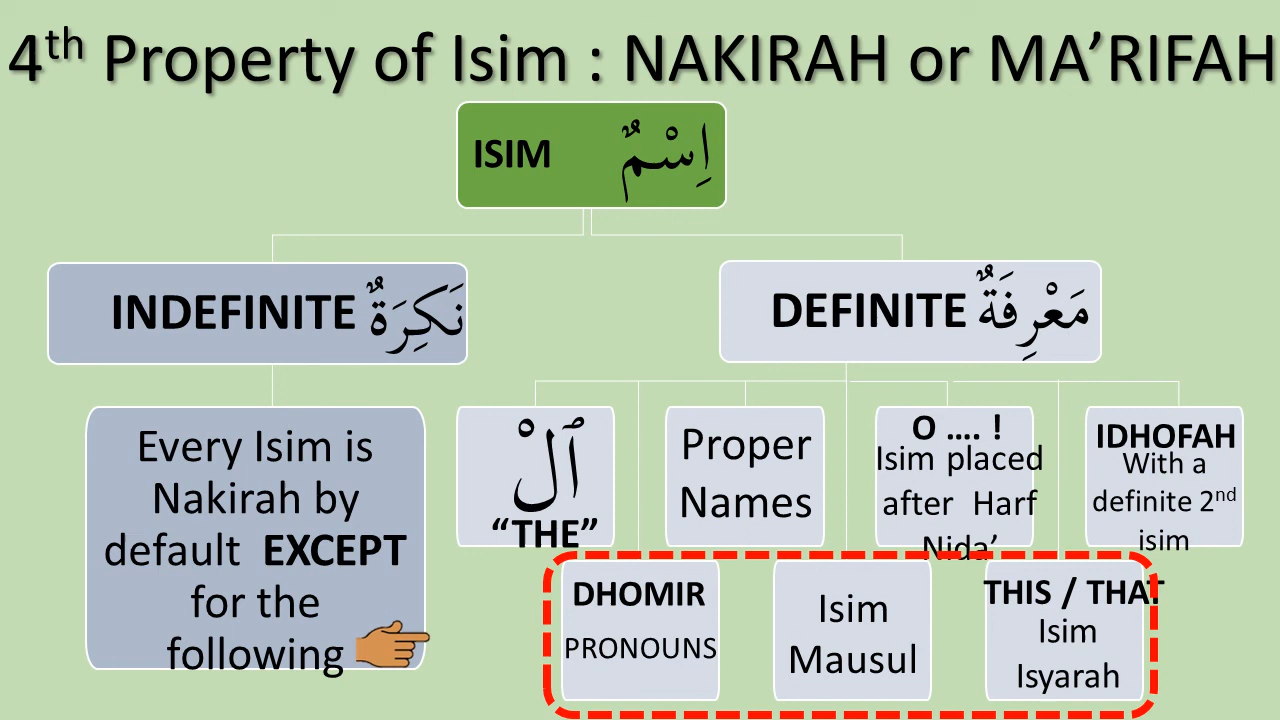 4th Property of Isim : NAKIRAH or MA’RIFAH
ISIM اِسْمٌ
INDEFINITE نَكِرَةٌ
DEFINITE مَعْرِفَةٌ
Every Isim is
Nakirah by
default EXCEPT
for the
following
ٱلْ
“THE”
Proper
Names
O .... !
Isim placed
after Harf
Nida’
IDHOFAH
With a
definite 2nd
isim
DHOMIR
PRONOUNS
Isim
Mausul
THIS / THAT
Isim
Isyarah